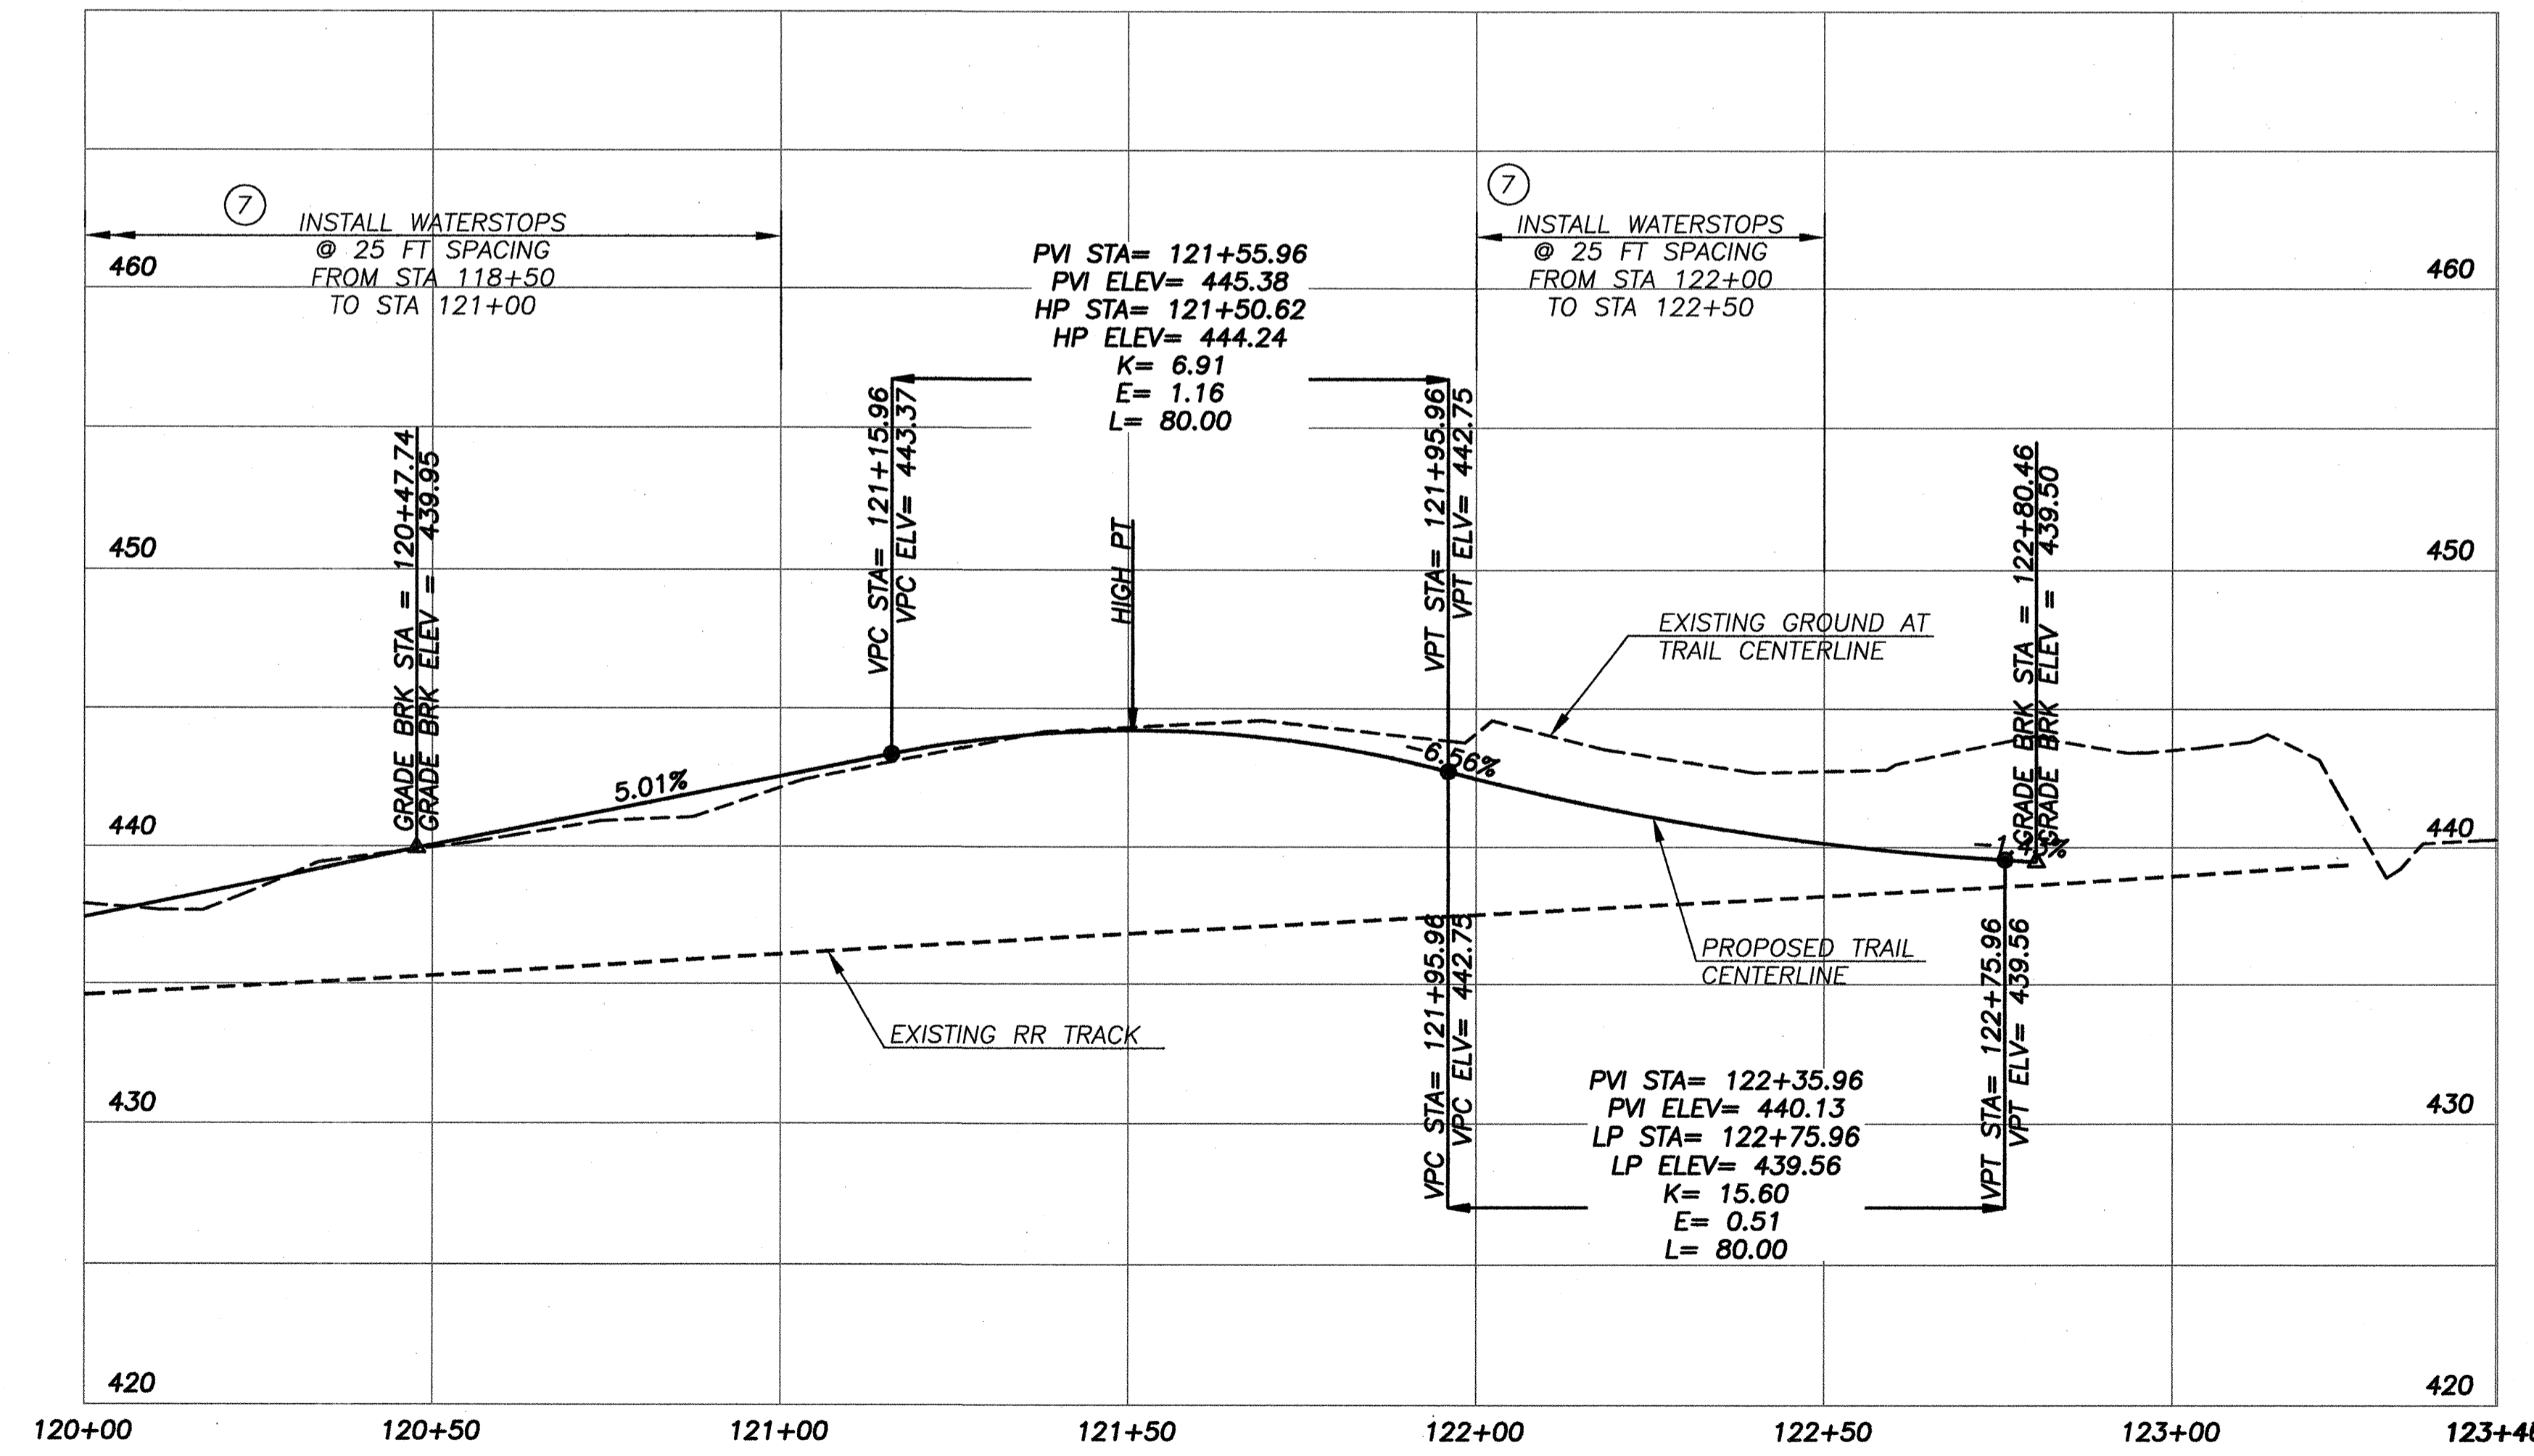 7
INSTALL WATERSTOPS
@ 25 FT SPACING
FROM STA 118+50
TO STA 121+00
7
INSTALL WATERSTOPS
@ 25 FT SPACING
FROM STA 122+00
TO STA 122+50
PVI STA= 121+55.96
PVI ELEV= 445.38
HP STA= 121+50.62
HP ELEV= 444.24
K= 6.91
E= 1.16
L= 80.00
460
460
GRADE BRK STA = 120+47.74
GRADE BRK ELEV = 439.95
VPC STA= 121+15.96
VPC ELV= 443.37
HIGH PT
VPT STA= 121+95.96
VPT ELV= 442.75
GRADE BRK STA = 122+80.46
GRADE BRK ELEV = 439.50
450
450
EXISTING GROUND AT
TRAIL CENTERLINE
5.01%
-6.56%
440
440
PROPOSED TRAIL
CENTERLINE
EXISTING RR TRACK
VPC STA= 121+95.96
VPC ELV= 442.75
VPT STA= 122+75.96
VPT ELV= 439.56
PVI STA= 122+35.96
PVI ELEV= 440.13
LP STA= 122+75.96
LP ELEV= 439.56
K= 15.60
E= 0.51
L= 80.00
430
430
420
420
120+00
120+50
121+00
121+50
122+00
122+50
123+00